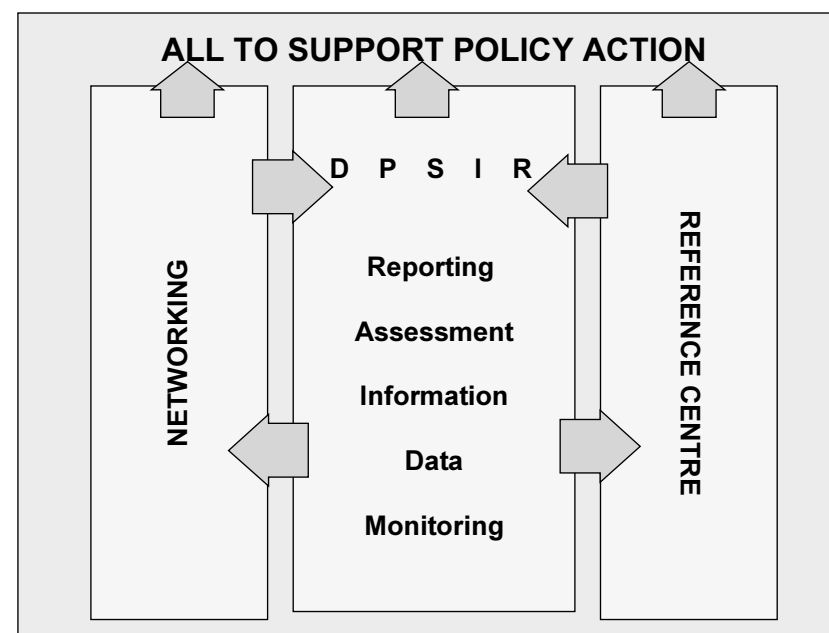 ALL TO SUPPORT POLICY ACTION
NETWORKING
D P S I R
Reporting
Assessment
Information
Data
Monitoring
REFERENCE CENTRE